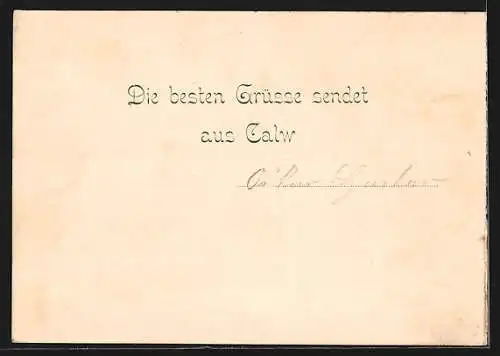 Die besten Grüsse sendet
aus Calw